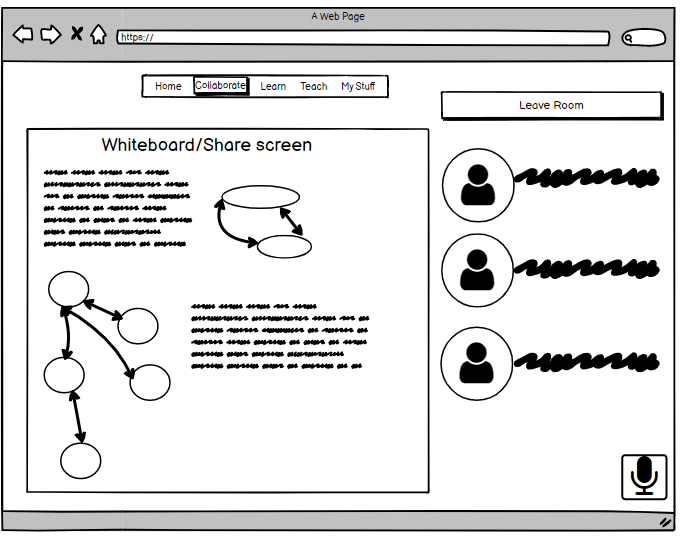 A Web Page
https://
Home Collaborate Learn Teach My Stuff
Leave Room
Whiteboard/Share screen